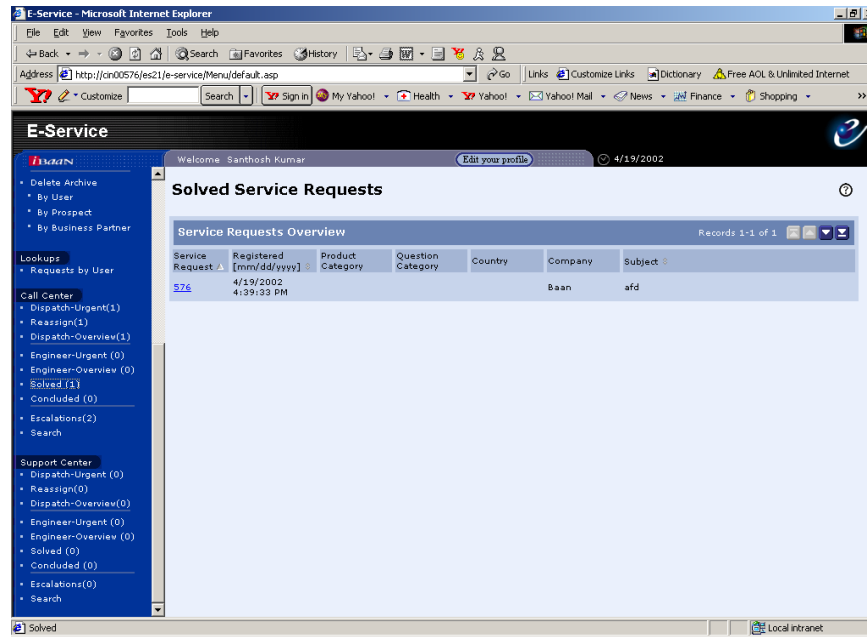 E-Service - Microsoft Internet Explorer
File Edit View Favorites Tools Help
Back Search Favorites History
Address http://cin00576/es21/e-service/Menu/default.asp Go Links Customize Links Dictionary Free AOL & Unlimited Internet
Y? Customize Search Sign in My Yahoo! Health Yahoo! Yahoo! Mail News Finance Shopping »
E-Service
iBaan Welcome Santhosh Kumar Edit your profile 4/19/2002
Delete Archive
By User
By Prospect
By Business Partner
Lookups
Requests by User
Call Center
Dispatch-Urgent(1)
Reassign(1)
Dispatch-Overview(1)
Engineer-Urgent (0)
Engineer-Overview (0)
Solved (1)
Concluded (0)
Escalations(2)
Search
Support Center
Dispatch-Urgent (0)
Reassign(0)
Dispatch-Overview(0)
Engineer-Urgent (0)
Engineer-Overview (0)
Solved (0)
Concluded (0)
Escalations(0)
Search
Solved Service Requests
Service Requests Overview Records 1-1 of 1
Service Request Registered [mm/dd/yyyy] Product Category Question Category Country Company Subject
576 4/19/2002 4:39:33 PM Baan afd
Solved Local intranet